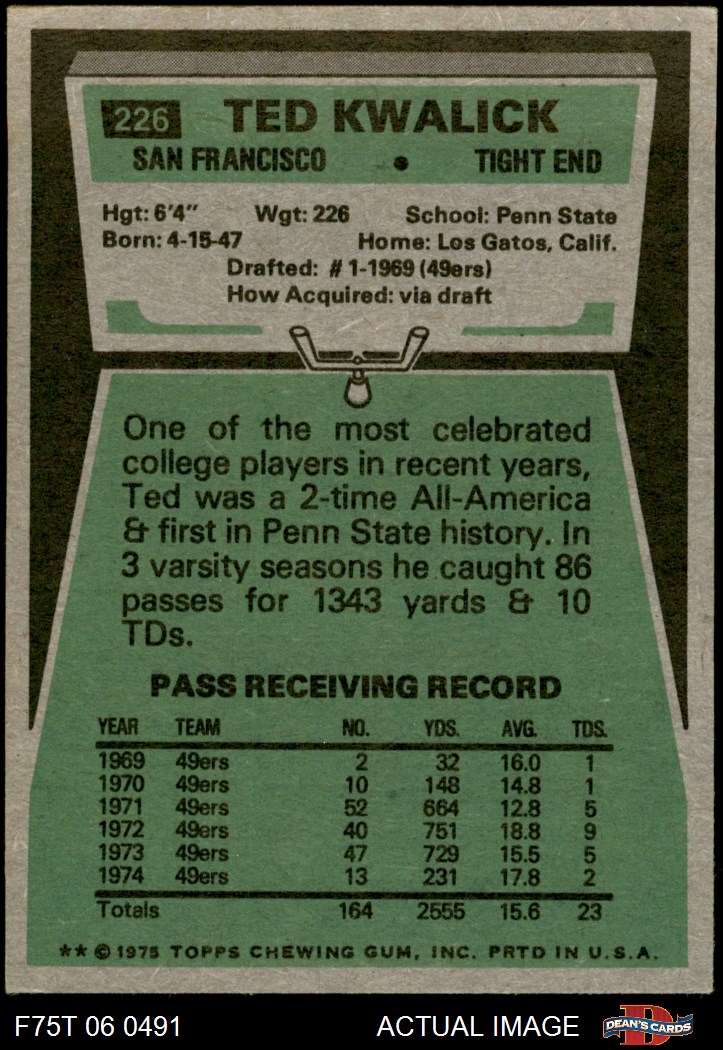 226 TED KWALICK
SAN FRANCISCO • TIGHT END
Hgt: 6'4" Wgt: 226 School: Penn State
Born: 4-15-47 Home: Los Gatos, Calif.
Drafted: #1-1969 (49ers)
How Acquired: via draft
One of the most celebrated
college players in recent years,
Ted was a 2-time All-America
& first in Penn State history. In
3 varsity seasons he caught 86
passes for 1343 yards & 10
TDs.
PASS RECEIVING RECORD
YEAR TEAM NO. YDS. AVG. TDS.
1969 49ers 2 32 16.0 1
1970 49ers 10 148 14.8 1
1971 49ers 52 664 12.8 5
1972 49ers 40 751 18.8 9
1973 49ers 47 729 15.5 5
1974 49ers 13 231 17.8 2
Totals 164 2555 15.6 23
** © 1975 TOPPS CHEWING GUM, INC. PRTD IN U.S.A.
F75T 06 0491 ACTUAL IMAGE D DEAN'S CARDS